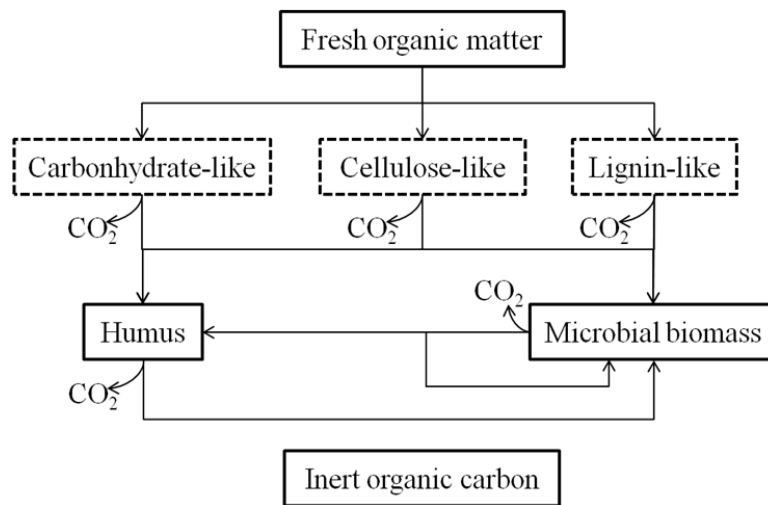 Fresh organic matter
Carbonhydrate-like
Cellulose-like
Lignin-like
CO₂
CO₂
CO₂
CO₂
Humus
Microbial biomass
CO₂
Inert organic carbon